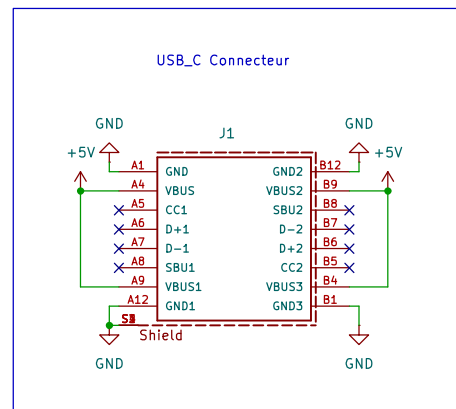 USB_C Connecteur
GND
GND
J1
+5V
+5V
A1 GND GND2 B12
A4 VBUS VBUS2 B9
A5 CC1 SBU2 B8
A6 D+1 D-2 B7
A7 D-1 D+2 B6
A8 SBU1 CC2 B5
A9 VBUS1 VBUS3 B4
A12 GND1 GND3 B1
Shield
GND
GND